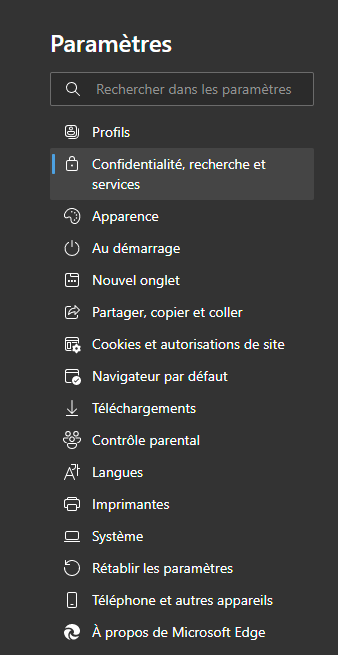 Paramètres
Rechercher dans les paramètres
Profils
Confidentialité, recherche et
services
Apparence
Au démarrage
Nouvel onglet
Partager, copier et coller
Cookies et autorisations de site
Navigateur par défaut
Téléchargements
Contrôle parental
Langues
Imprimantes
Système
Rétablir les paramètres
Téléphone et autres appareils
À propos de Microsoft Edge